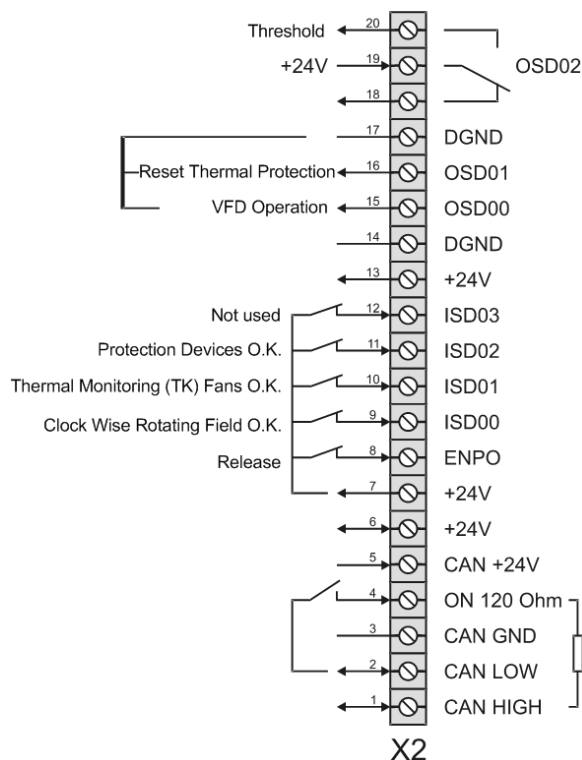 Threshold 20
+24V 19 OSD02
18
17 DGND
Reset Thermal Protection 16 OSD01
VFD Operation 15 OSD00
14 DGND
13 +24V
Not used 12 ISD03
Protection Devices O.K. 11 ISD02
Thermal Monitoring (TK) Fans O.K. 10 ISD01
Clock Wise Rotating Field O.K. 9 ISD00
Release 8 ENPO
7 +24V
6 +24V
5 CAN +24V
4 ON 120 Ohm
3 CAN GND
2 CAN LOW
1 CAN HIGH
X2